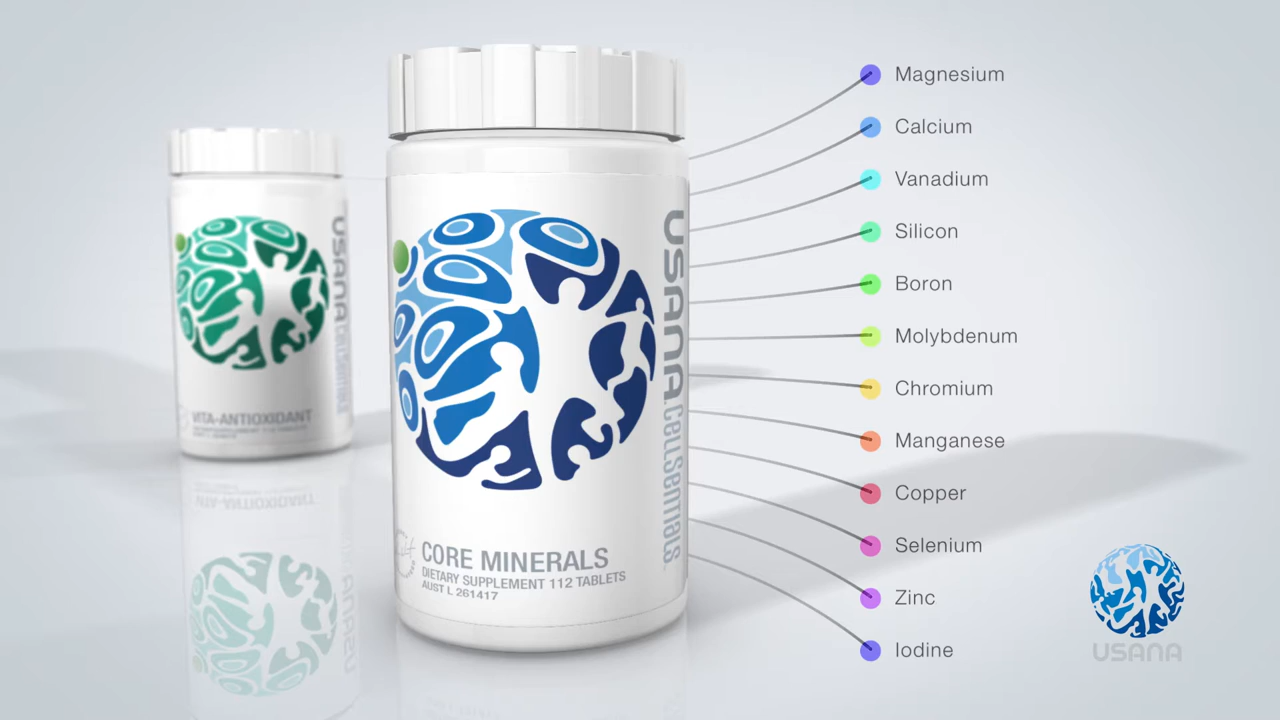 USANA
CELLSENTIALS
VITA-ANTIOXIDANT
USANA
CELLSENTIALS
CORE MINERALS
DIETARY SUPPLEMENT 112 TABLETS
AUST L 261417
Magnesium
Calcium
Vanadium
Silicon
Boron
Molybdenum
Chromium
Manganese
Copper
Selenium
Zinc
Iodine
USANA